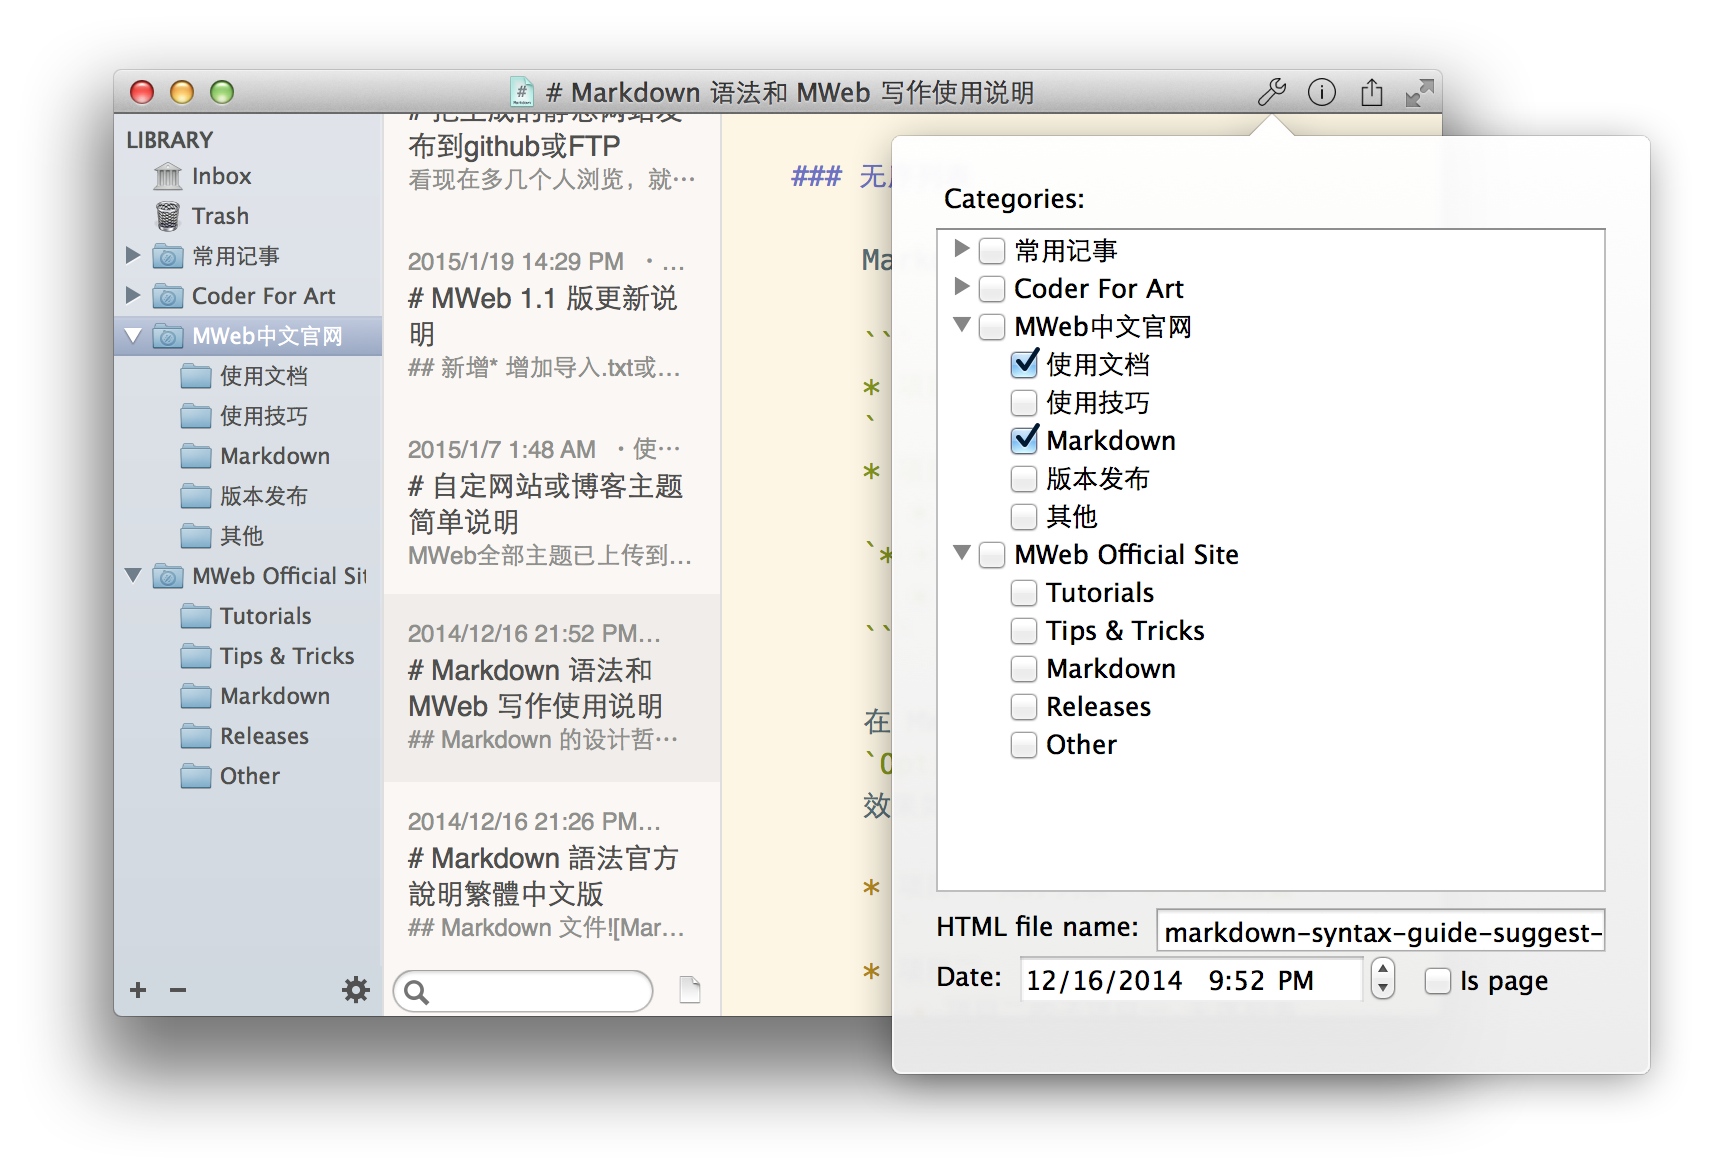 # Markdown 语法和 MWeb 写作使用说明
LIBRARY
Inbox
Trash
常用记事
Coder For Art
MWeb中文官网
使用文档
使用技巧
Markdown
版本发布
其他
MWeb Official Sit
Tutorials
Tips & Tricks
Markdown
Releases
Other
# 把生成的静态网站发
布到github或FTP
看现在多几个人浏览，就…
2015/1/19 14:29 PM ・...
# MWeb 1.1 版更新说
明
## 新增* 增加导入.txt或...
2015/1/7 1:48 AM ・使…
# 自定网站或博客主题
简单说明
MWeb全部主题已上传到...
2014/12/16 21:52 PM...
# Markdown 语法和
MWeb 写作使用说明
## Markdown 的设计哲…
2014/12/16 21:26 PM...
# Markdown 語法官方
說明繁體中文版
## Markdown 文件![Mar...
### 无
Ma
``
*
`
*
`*
``
在
`O
效
*
*
Categories:
常用记事
Coder For Art
MWeb中文官网
使用文档
使用技巧
Markdown
版本发布
其他
MWeb Official Site
Tutorials
Tips & Tricks
Markdown
Releases
Other
HTML file name: markdown-syntax-guide-suggest-
Date: 12/16/2014 9:52 PM Is page